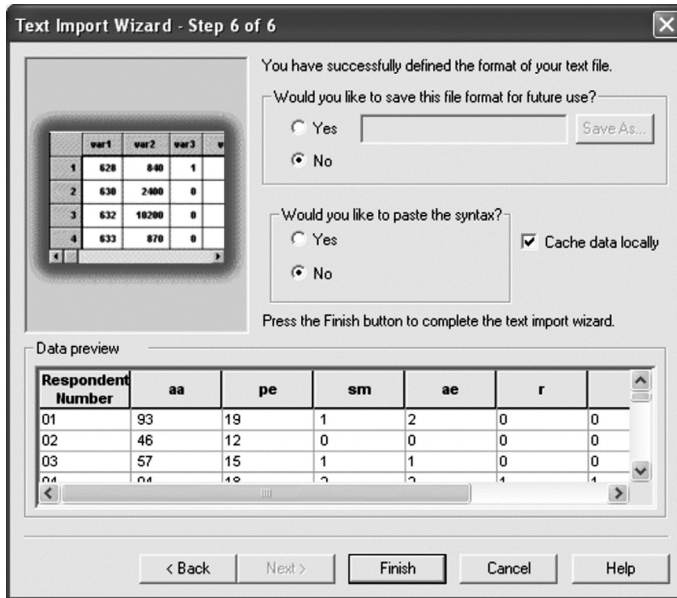 Text Import Wizard - Step 6 of 6
You have successfully defined the format of your text file.
Would you like to save this file format for future use?
Yes
Save As...
No
var1 var2 var3
1 628 840 1
2 630 2400 0
3 632 10200 0
4 633 870 0
Would you like to paste the syntax?
Yes
Cache data locally
No
Press the Finish button to complete the text import wizard.
Data preview
Respondent Number aa pe sm ae r
01 93 19 1 2 0 0
02 46 12 0 0 0 0
03 57 15 1 1 0 0
< Back Next > Finish Cancel Help